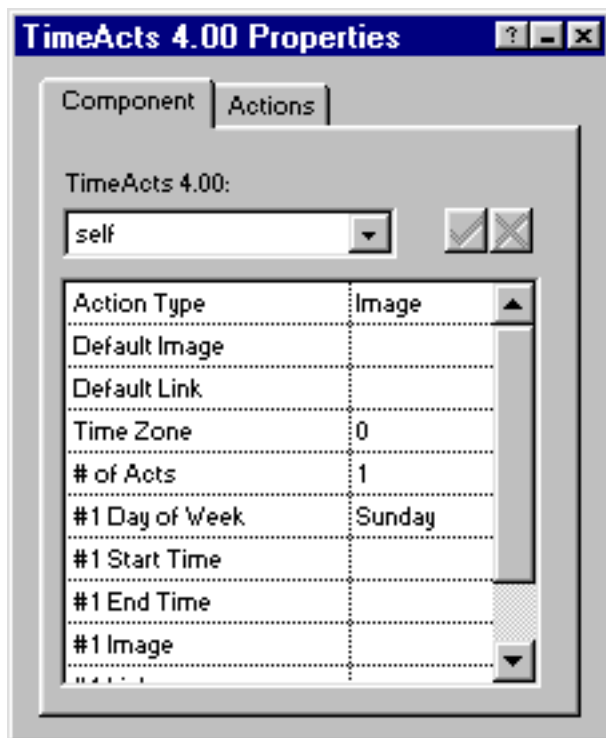 TimeActs 4.00 Properties
Component Actions
TimeActs 4.00:
self
Action Type Image
Default Image
Default Link
Time Zone 0
# of Acts 1
#1 Day of Week Sunday
#1 Start Time
#1 End Time
#1 Image